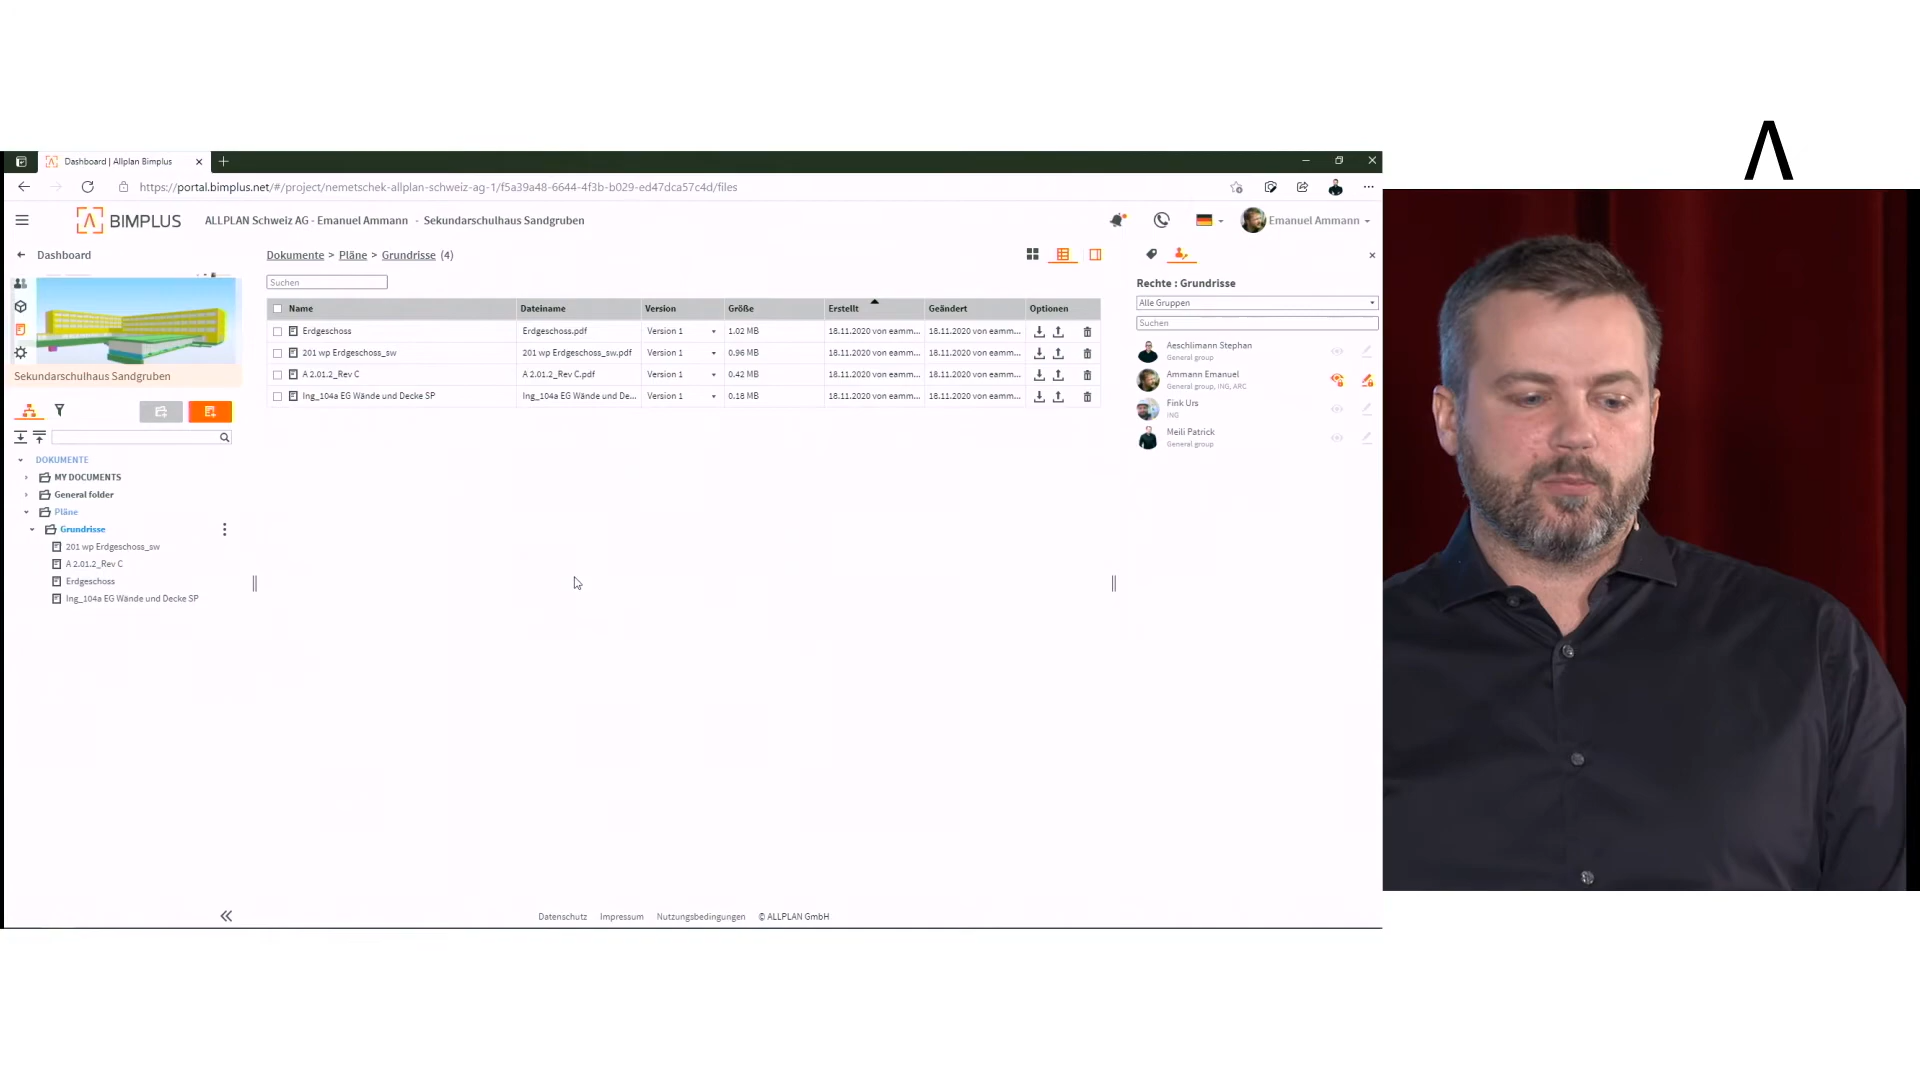 Dashboard | Allplan Bimplus
https://portal.bimplus.net/#/project/nemetschek-allplan-schweiz-ag-1/f5a39a48-6644-4f3b-b029-ed47dca57c4d/files
BIMPLUS ALLPLAN Schweiz AG - Emanuel Ammann - Sekundarschulhaus Sandgruben Emanuel Ammann
Dashboard
Sekundarschulhaus Sandgruben
DOKUMENTE
MY DOCUMENTS
General folder
Pläne
Grundrisse
201 wp Erdgeschoss_sw
A 2.01.2_Rev C
Erdgeschoss
Ing_104a EG Wände und Decke SP
Dokumente > Pläne > Grundrisse (4)
Suchen
Name Dateiname Version Größe Erstellt Geändert Optionen
Erdgeschoss Erdgeschoss.pdf Version 1 1.02 MB 18.11.2020 von eamm... 18.11.2020 von eamm...
201 wp Erdgeschoss_sw 201 wp Erdgeschoss_sw.pdf Version 1 0.96 MB 18.11.2020 von eamm... 18.11.2020 von eamm...
A 2.01.2_Rev C A 2.01.2_Rev C.pdf Version 1 0.42 MB 18.11.2020 von eamm... 18.11.2020 von eamm...
Ing_104a EG Wände und Decke SP Ing_104a EG Wände und De... Version 1 0.18 MB 18.11.2020 von eamm... 18.11.2020 von eamm...
Rechte : Grundrisse
Alle Gruppen
Suchen
Aeschlimann Stephan
General group
Ammann Emanuel
General group, ING, ARC
Fink Urs
ING
Meili Patrick
General group
Datenschutz Impressum Nutzungsbedingungen © ALLPLAN GmbH